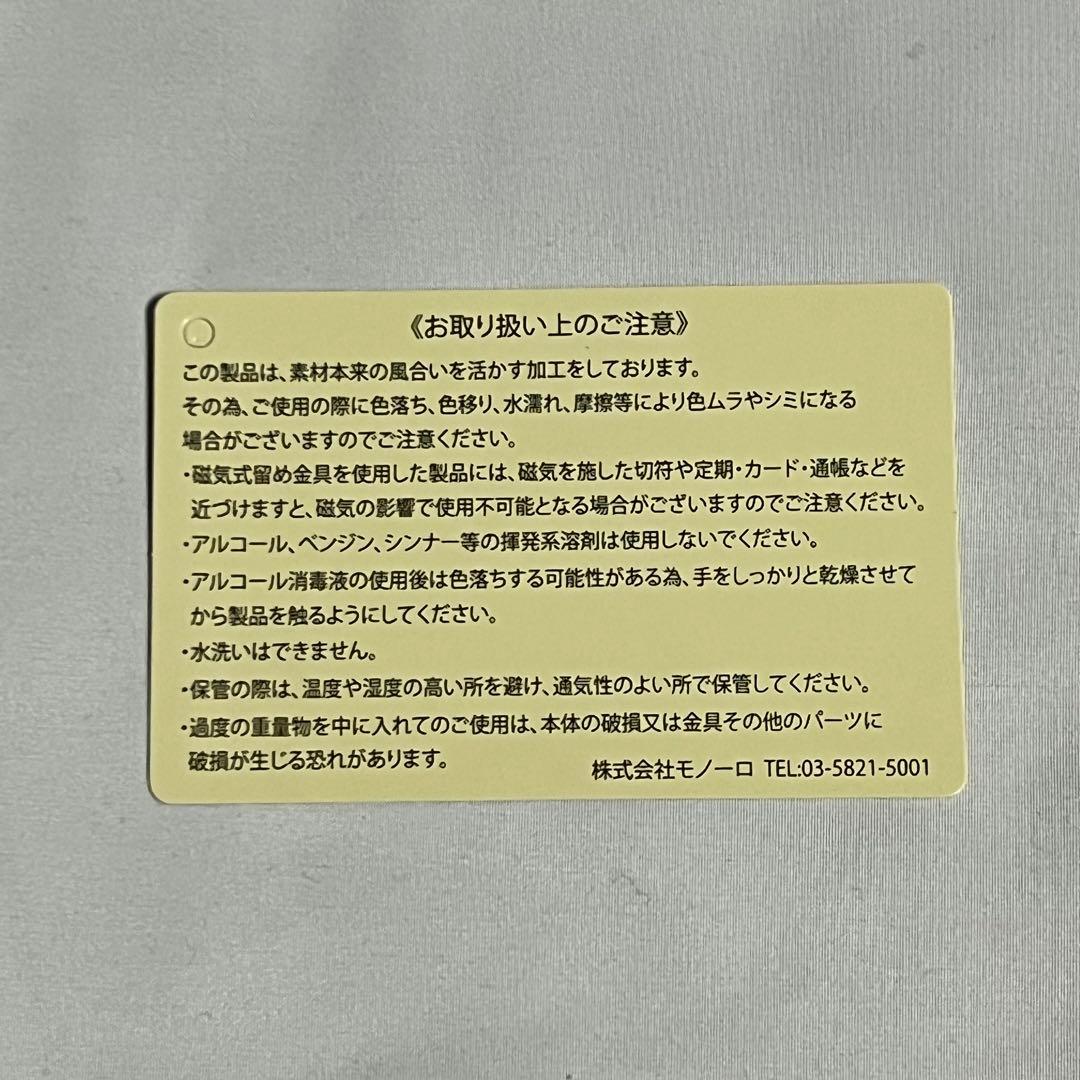 《お取り扱い上のご注意》
この製品は、素材本来の風合いを活かす加工をしております。
その為、ご使用の際に色落ち、色移り、水濡れ、摩擦等により色ムラやシミになる
場合がございますのでご注意ください。
・磁気式留め金具を使用した製品には、磁気を施した切符や定期・カード・通帳などを
近づけますと、磁気の影響で使用不可能となる場合がございますのでご注意ください。
・アルコール、ベンジン、シンナー等の揮発系溶剤は使用しないでください。
・アルコール消毒液の使用後は色落ちする可能性がある為、手をしっかりと乾燥させて
から製品を触るようにしてください。
・水洗いはできません。
・保管の際は、温度や湿度の高い所を避け、通気性のよい所で保管してください。
・過度の重量物を中に入れてのご使用は、本体の破損又は金具その他のパーツに
破損が生じる恐れがあります。
株式会社モノーロ TEL:03-5821-5001